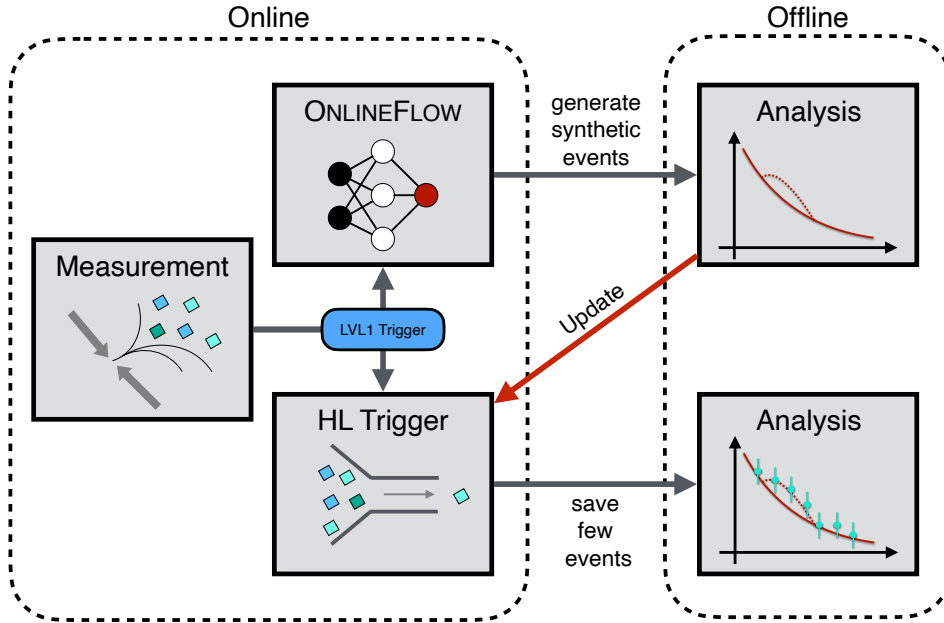 Online
Offline
ONLINEFLOW
generate
synthetic
events
Analysis
Measurement
LVL1 Trigger
Update
HL Trigger
save
few
events
Analysis